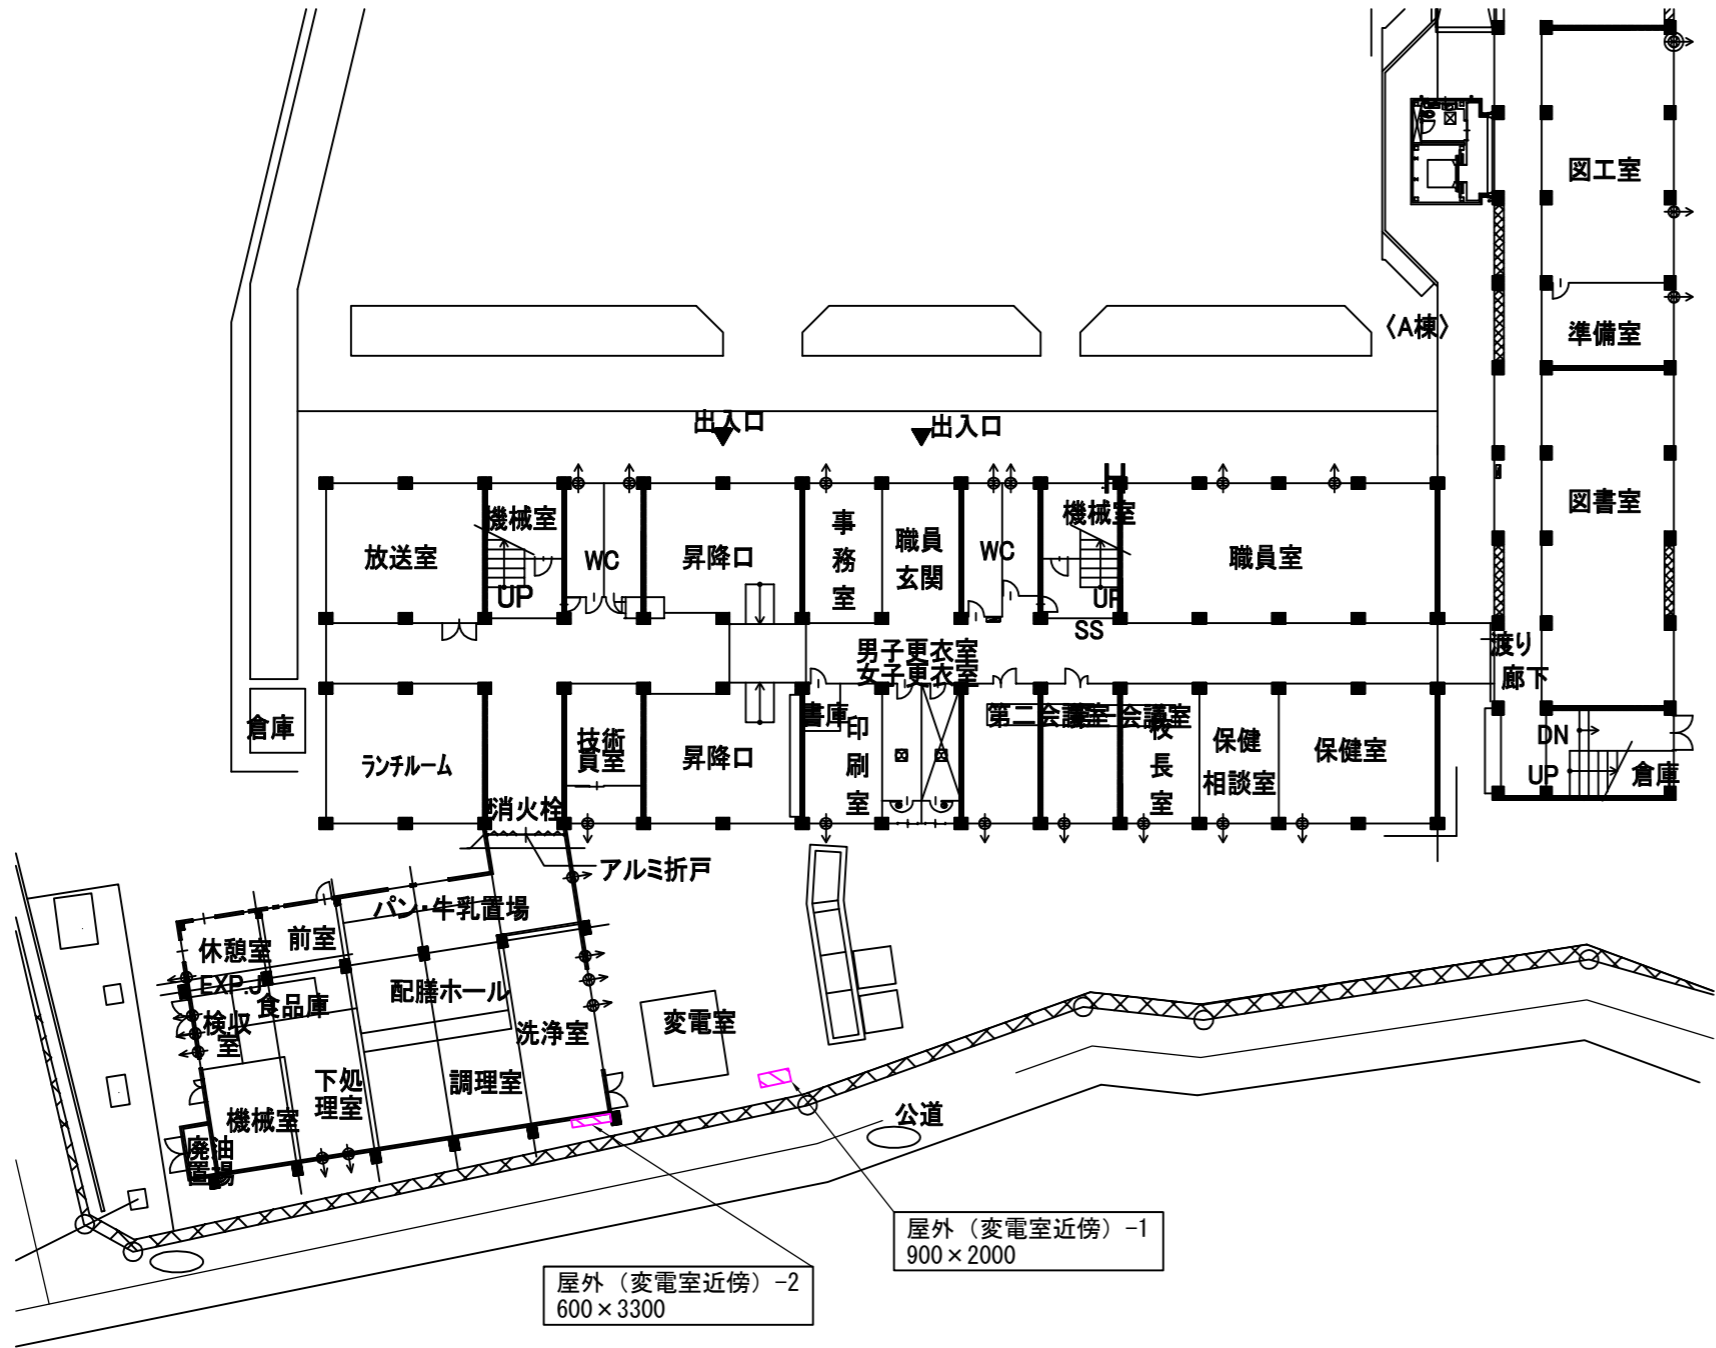 図工室
〈A棟〉
準備室
出入口
出入口
図書室
放送室
機械室
UP
WC
昇降口
事務室
職員
玄関
WC
機械室
UP
SS
職員室
男子更衣室
女子更衣室
渡り
廊下
倉庫
ランチルーム
技術
員室
昇降口
書庫
印刷室
第二会議室
会議室
校長室
保健
相談室
保健室
DN
UP
倉庫
消火栓
アルミ折戸
パン・牛乳置場
休憩室
前室
EXP.J
食品庫
配膳ホール
検収
室
洗浄室
変電室
下処
理室
調理室
機械室
廃油
置場
公道
屋外（変電室近傍）-1
900×2000
屋外（変電室近傍）-2
600×3300